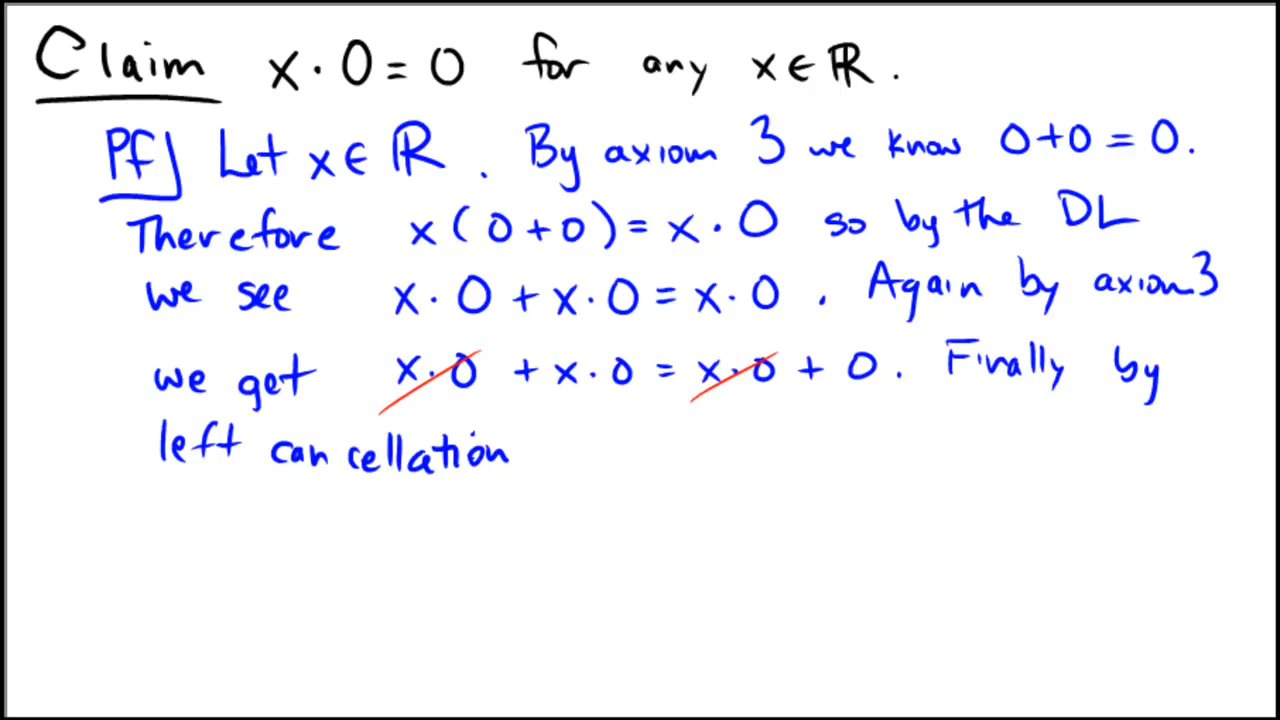 Claim x · 0 = 0 for any x ∈ ℝ.
Pf] Let x ∈ ℝ. By axiom 3 we know 0 + 0 = 0.
Therefore x(0 + 0) = x · 0 so by the DL
we see x · 0 + x · 0 = x · 0. Again by axiom 3
we get x · 0 + x · 0 = x · 0 + 0. Finally by
left cancellation